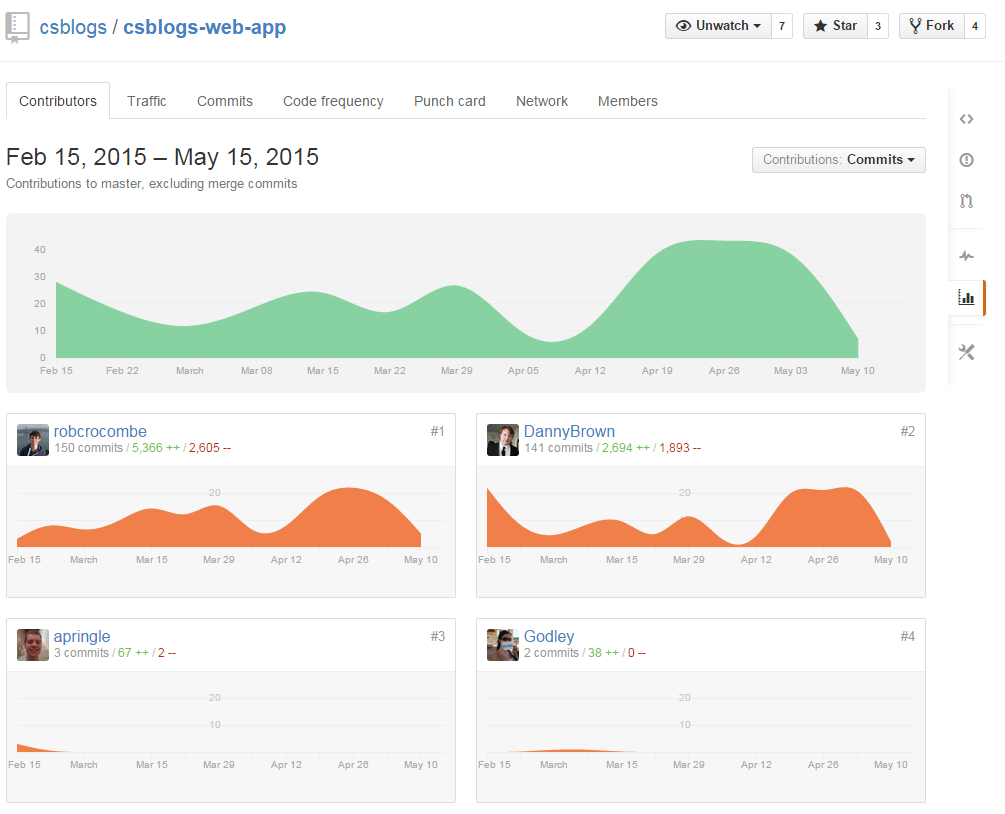 csblogs / csblogs-web-app
Unwatch 7 Star 3 Fork 4
Contributors Traffic Commits Code frequency Punch card Network Members
Feb 15, 2015 – May 15, 2015
Contributions: Commits
Contributions to master, excluding merge commits
40
30
20
10
0
Feb 15 Feb 22 March Mar 08 Mar 15 Mar 22 Mar 29 Apr 05 Apr 12 Apr 19 Apr 26 May 03 May 10
robcrocombe #1
150 commits / 5,366 ++ / 2,605 --
20
Feb 15 March Mar 15 Mar 29 Apr 12 Apr 26 May 10
DannyBrown #2
141 commits / 2,694 ++ / 1,893 --
20
Feb 15 March Mar 15 Mar 29 Apr 12 Apr 26 May 10
apringle #3
3 commits / 67 ++ / 2 --
20
10
Feb 15 March Mar 15 Mar 29 Apr 12 Apr 26 May 10
Godley #4
2 commits / 38 ++ / 0 --
20
10
Feb 15 March Mar 15 Mar 29 Apr 12 Apr 26 May 10